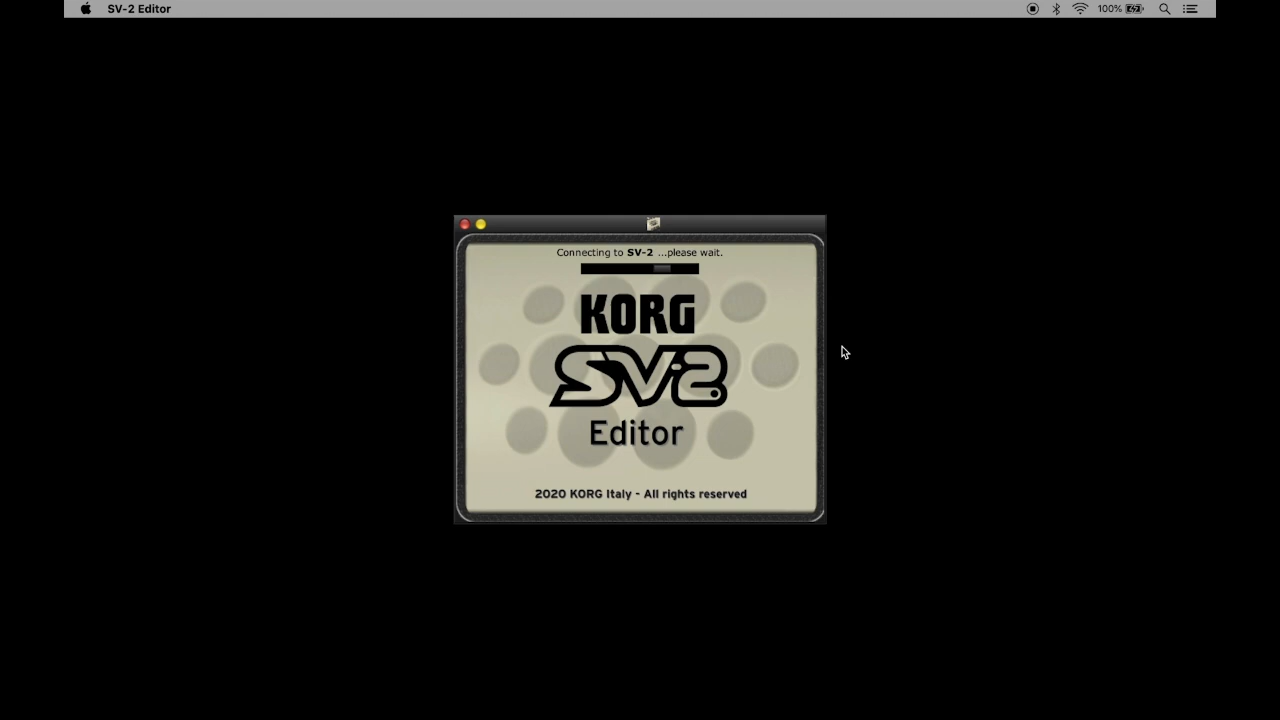 SV-2 Editor
100%
Connecting to SV-2 ...please wait.
KORG
SV-2
Editor
2020 KORG Italy - All rights reserved